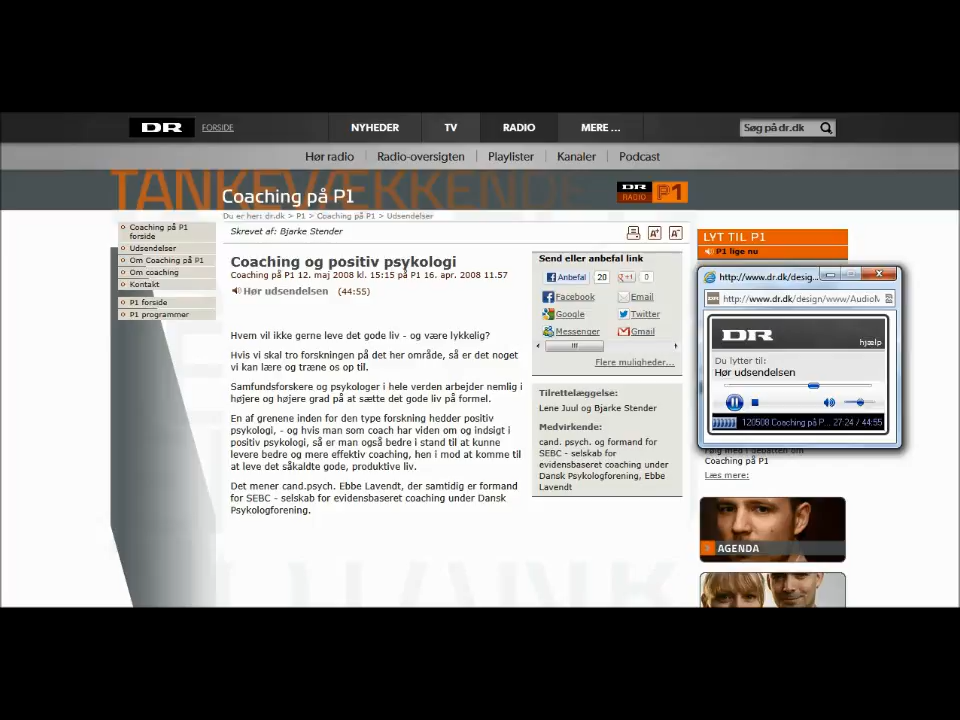 DR FORSIDE NYHEDER TV RADIO MERE ... Søg på dr.dk
Hør radio Radio-oversigten Playlister Kanaler Podcast
TANKEVÆKKENDE
Coaching på P1
DR RADIO P1
Du er her: dr.dk > P1 > Coaching på P1 > Udsendelser
Coaching på P1 forside
Udsendelser
Om Coaching på P1
Om coaching
Kontakt
P1 forside
P1 programmer
Skrevet af: Bjarke Stender
A+ A-
Coaching og positiv psykologi
Coaching på P1 12. maj 2008 kl. 15:15 på P1 16. apr. 2008 11.57
Hør udsendelsen (44:55)
Hvem vil ikke gerne leve det gode liv - og være lykkelig?
Hvis vi skal tro forskningen på det her område, så er det noget
vi kan lære og træne os op til.
Samfundsforskere og psykologer i hele verden arbejder nemlig i
højere og højere grad på at sætte det gode liv på formel.
En af grenene inden for den type forskning hedder positiv
psykologi, - og hvis man som coach har viden om og indsigt i
positiv psykologi, så er man også bedre i stand til at kunne
levere bedre og mere effektiv coaching, hen i mod at komme til
at leve det såkaldte gode, produktive liv.
Det mener cand.psych. Ebbe Lavendt, der samtidig er formand
for SEBC - selskab for evidensbaseret coaching under Dansk
Psykologforening.
Send eller anbefal link
Anbefal 20 +1 0
Facebook Email
Google Twitter
Messenger Gmail
Flere muligheder...
Tilrettelæggelse:
Lene Juul og Bjarke Stender
Medvirkende:
cand. psych. og formand for
SEBC - selskab for
evidensbaseret coaching under
Dansk Psykologforening, Ebbe
Lavendt
LYT TIL P1
P1 lige nu
http://www.dr.dk/desig...
http://www.dr.dk/design/www/AudioM
DR hjælp
Du lytter til:
Hør udsendelsen
120508 Coaching på P... 27:24 / 44:55
Følg med i debatten om
Coaching på P1
Læs mere:
AGENDA